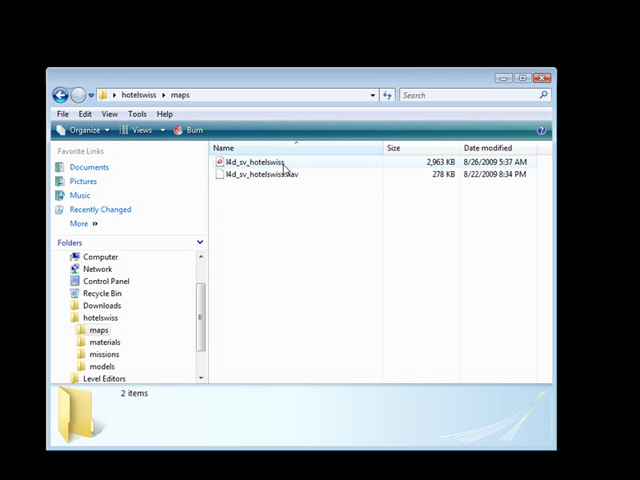 hotelswiss maps Search
File Edit View Tools Help
Organize Views Burn
Favorite Links
Name Size Date modified
Documents
l4d_sv_hotelswiss 2,963 KB 8/26/2009 5:37 AM
278 KB 8/22/2009 8:34 PM
Pictures
Music
Recently Changed
More »
Folders
Computer
Network
Control Panel
Recycle Bin
Downloads
hotelswiss
maps
materials
missions
models
Level Editors
2 items